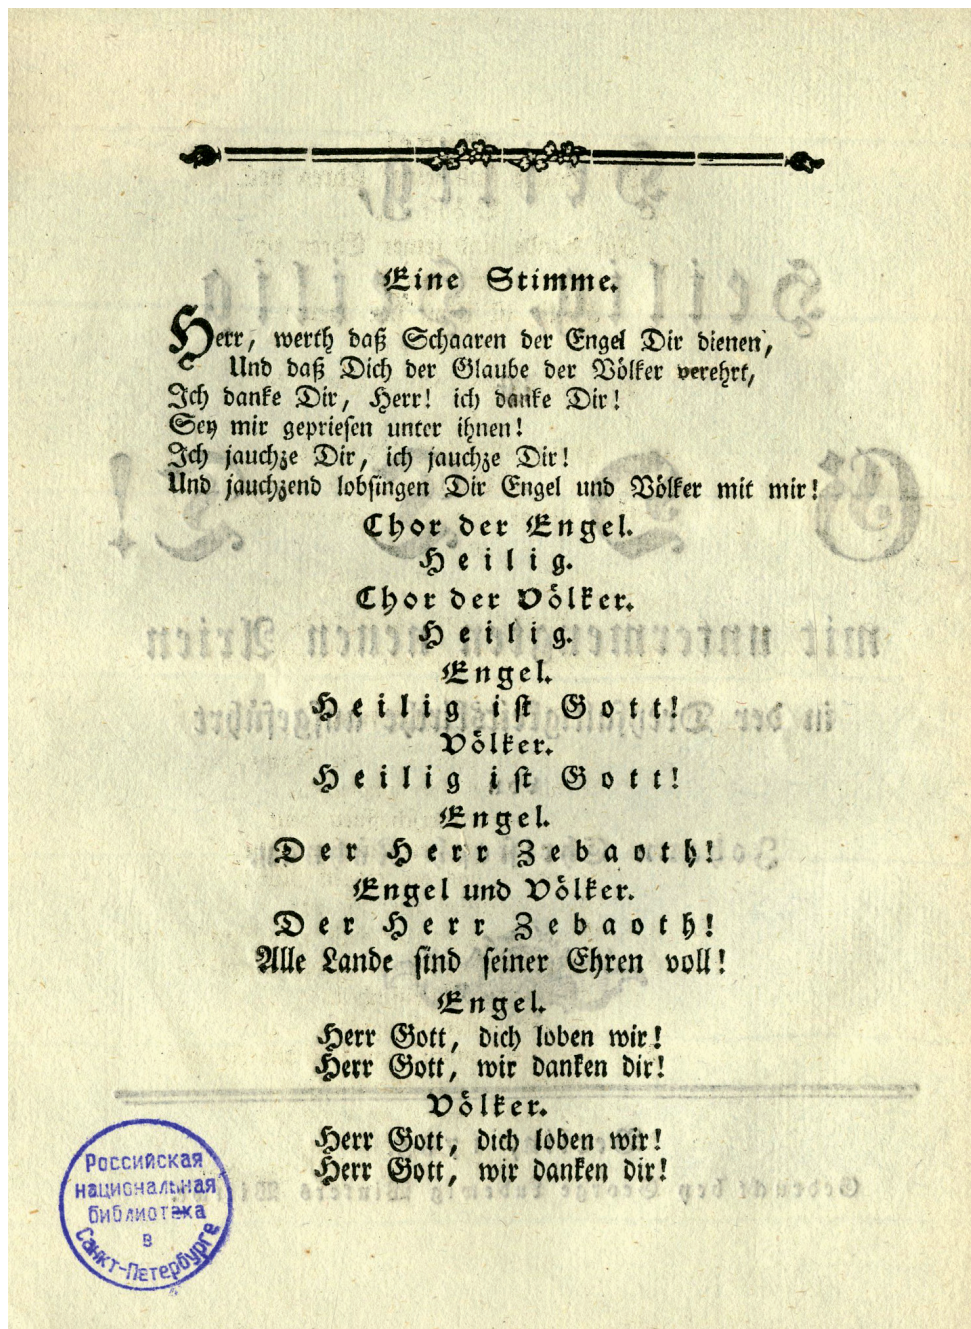 Eine Stimme.
Herr, werth daß Schaaren der Engel Dir dienen,
Und daß Dich der Glaube der Völker verehrt,
Ich danke Dir, Herr! ich danke Dir!
Sey mir gepriesen unter ihnen!
Ich jauchze Dir, ich jauchze Dir!
Und jauchzend lobsingen Dir Engel und Völker mit mir!
Chor der Engel.
Heilig.
Chor der Völker.
Heilig.
Engel.
Heilig ist Gott!
Völker.
Heilig ist Gott!
Engel.
Der Herr Zebaoth!
Engel und Völker.
Der Herr Zebaoth!
Alle Lande sind seiner Ehren voll!
Engel.
Herr Gott, dich loben wir!
Herr Gott, wir danken dir!
Völker.
Herr Gott, dich loben wir!
Herr Gott, wir danken dir!
Российская
национальная
библиотека
в
Санкт-Петербурге